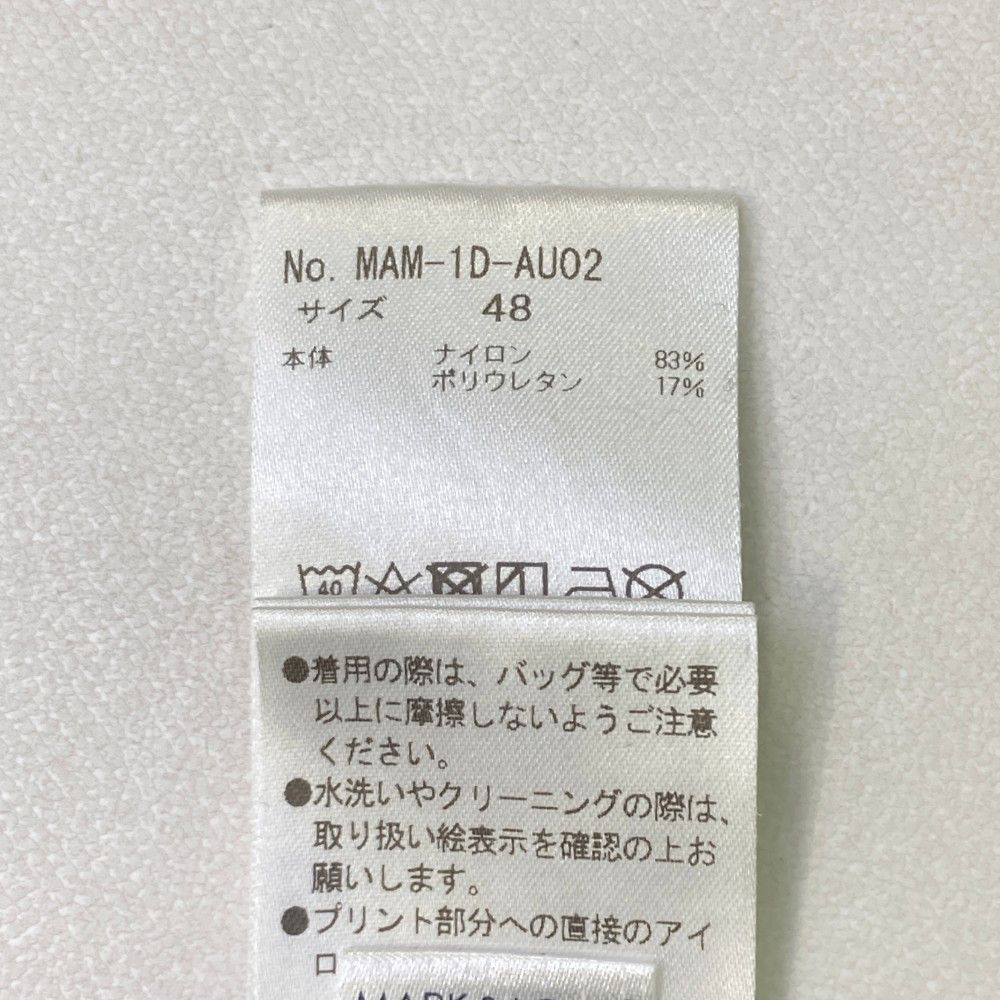 No. MAM-1D-AU02
サイズ 48
本体 ナイロン 83%
ポリウレタン 17%
40
●着用の際は、バッグ等で必要
以上に摩擦しないようご注意
ください。
●水洗いやクリーニングの際は、
取り扱い絵表示を確認の上お
願いします。
●プリント部分への直接のアイ
ロ